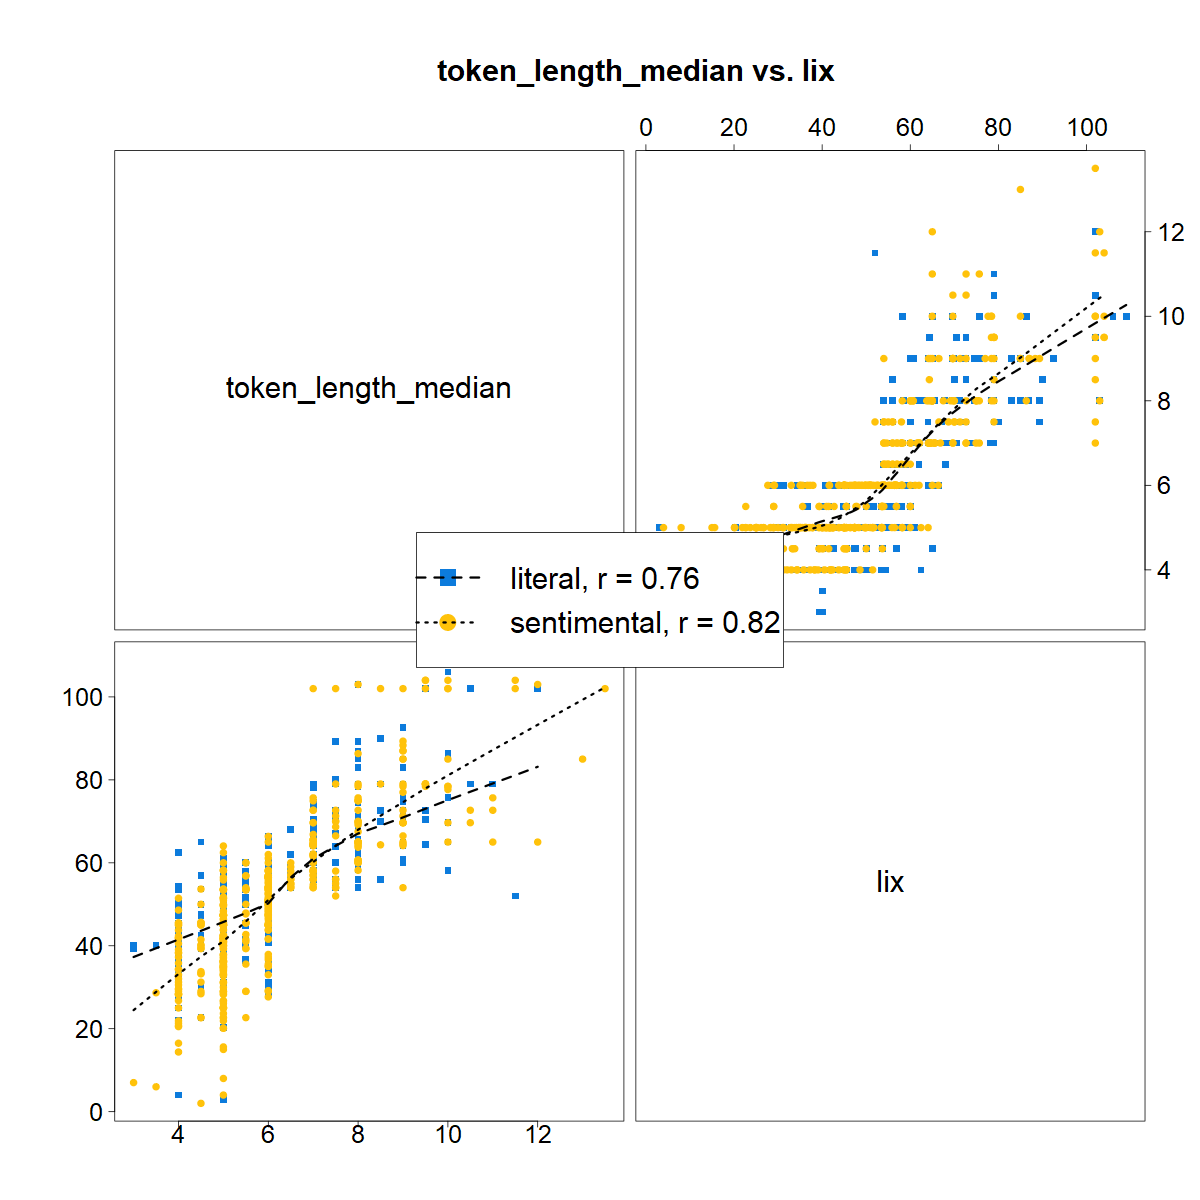 token_length_median vs. lix
0 20 40 60 80 100
token_length_median
12
10
8
6
4
literal, r = 0.76
sentimental, r = 0.82
100
80
60
40
20
0
lix
4 6 8 10 12